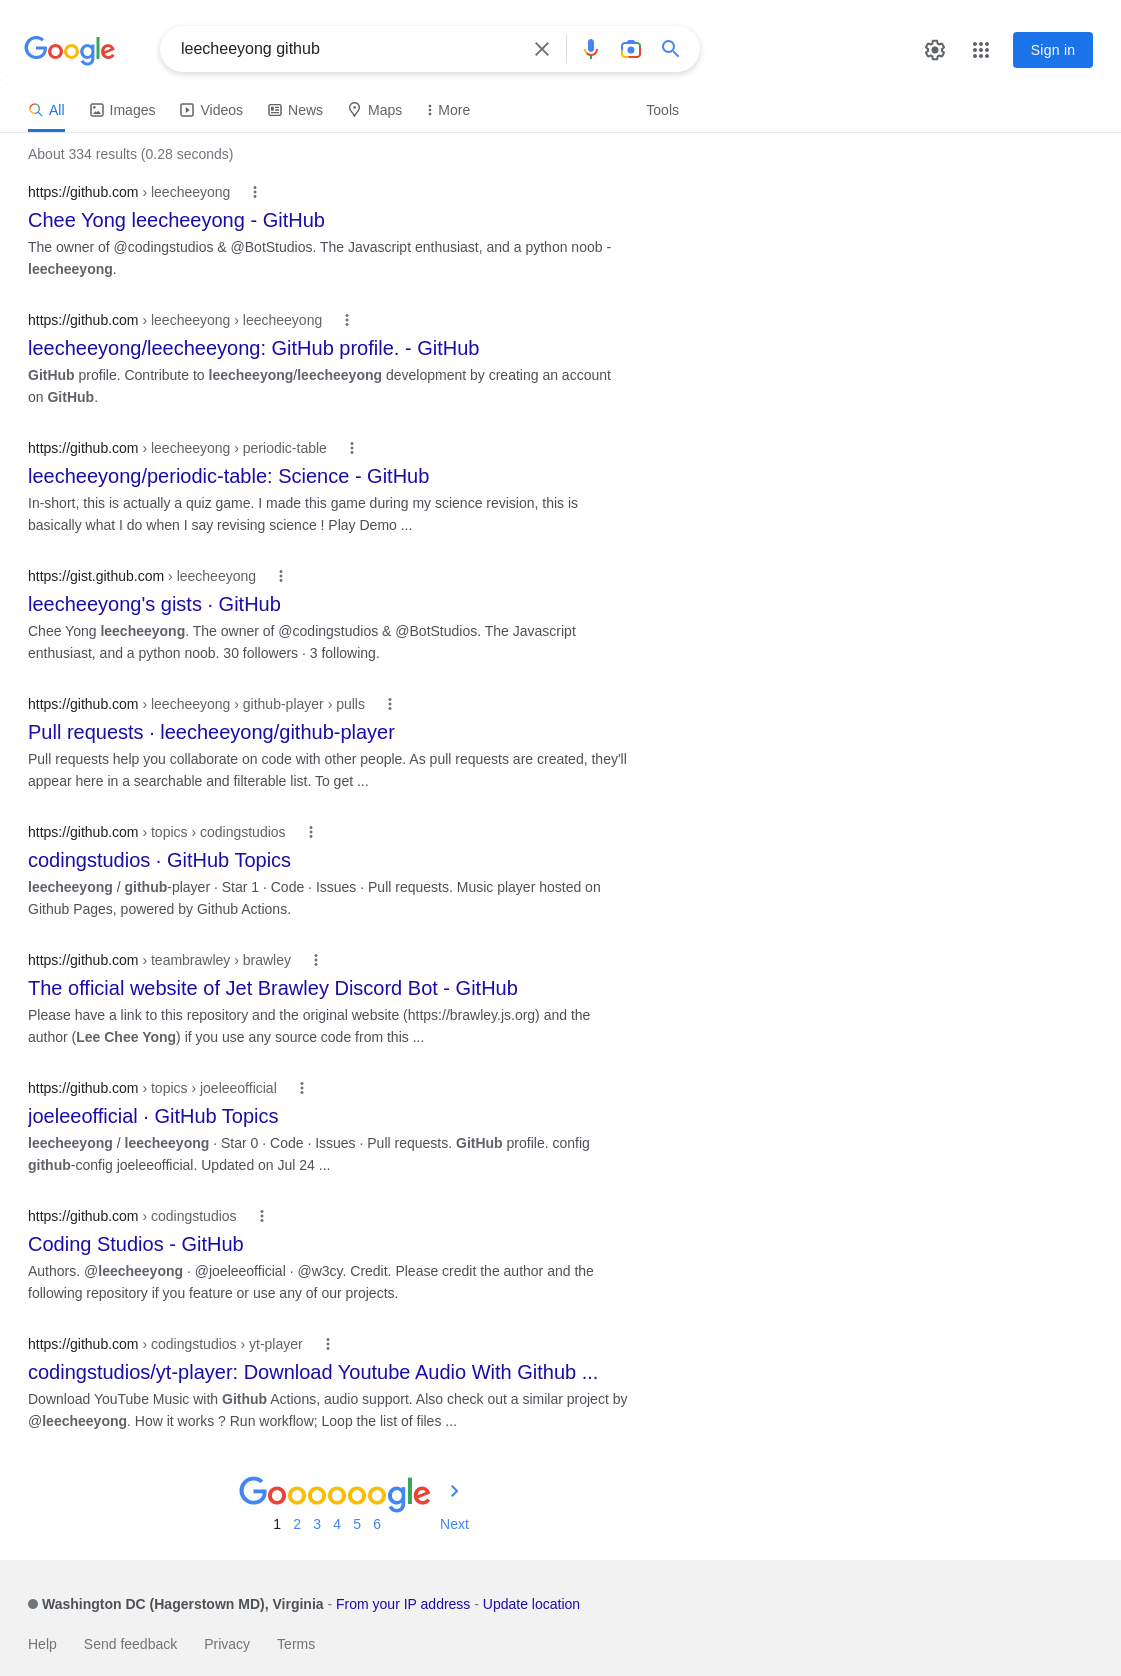 Google
leecheeyong github
Sign in
All Images Videos News Maps More Tools
About 334 results (0.28 seconds)
https://github.com › leecheeyong
Chee Yong leecheeyong - GitHub
The owner of @codingstudios & @BotStudios. The Javascript enthusiast, and a python noob -
leecheeyong.
https://github.com › leecheeyong › leecheeyong
leecheeyong/leecheeyong: GitHub profile. - GitHub
GitHub profile. Contribute to leecheeyong/leecheeyong development by creating an account
on GitHub.
https://github.com › leecheeyong › periodic-table
leecheeyong/periodic-table: Science - GitHub
In-short, this is actually a quiz game. I made this game during my science revision, this is
basically what I do when I say revising science ! Play Demo ...
https://gist.github.com › leecheeyong
leecheeyong's gists · GitHub
Chee Yong leecheeyong. The owner of @codingstudios & @BotStudios. The Javascript
enthusiast, and a python noob. 30 followers · 3 following.
https://github.com › leecheeyong › github-player › pulls
Pull requests · leecheeyong/github-player
Pull requests help you collaborate on code with other people. As pull requests are created, they'll
appear here in a searchable and filterable list. To get ...
https://github.com › topics › codingstudios
codingstudios · GitHub Topics
leecheeyong / github-player · Star 1 · Code · Issues · Pull requests. Music player hosted on
Github Pages, powered by Github Actions.
https://github.com › teambrawley › brawley
The official website of Jet Brawley Discord Bot - GitHub
Please have a link to this repository and the original website (https://brawley.js.org) and the
author (Lee Chee Yong) if you use any source code from this ...
https://github.com › topics › joeleeofficial
joeleeofficial · GitHub Topics
leecheeyong / leecheeyong · Star 0 · Code · Issues · Pull requests. GitHub profile. config
github-config joeleeofficial. Updated on Jul 24 ...
https://github.com › codingstudios
Coding Studios - GitHub
Authors. @leecheeyong · @joeleeofficial · @w3cy. Credit. Please credit the author and the
following repository if you feature or use any of our projects.
https://github.com › codingstudios › yt-player
codingstudios/yt-player: Download Youtube Audio With Github ...
Download YouTube Music with Github Actions, audio support. Also check out a similar project by
@leecheeyong. How it works ? Run workflow; Loop the list of files ...
Goooooogle
1 2 3 4 5 6 Next
Washington DC (Hagerstown MD), Virginia - From your IP address - Update location
Help Send feedback Privacy Terms